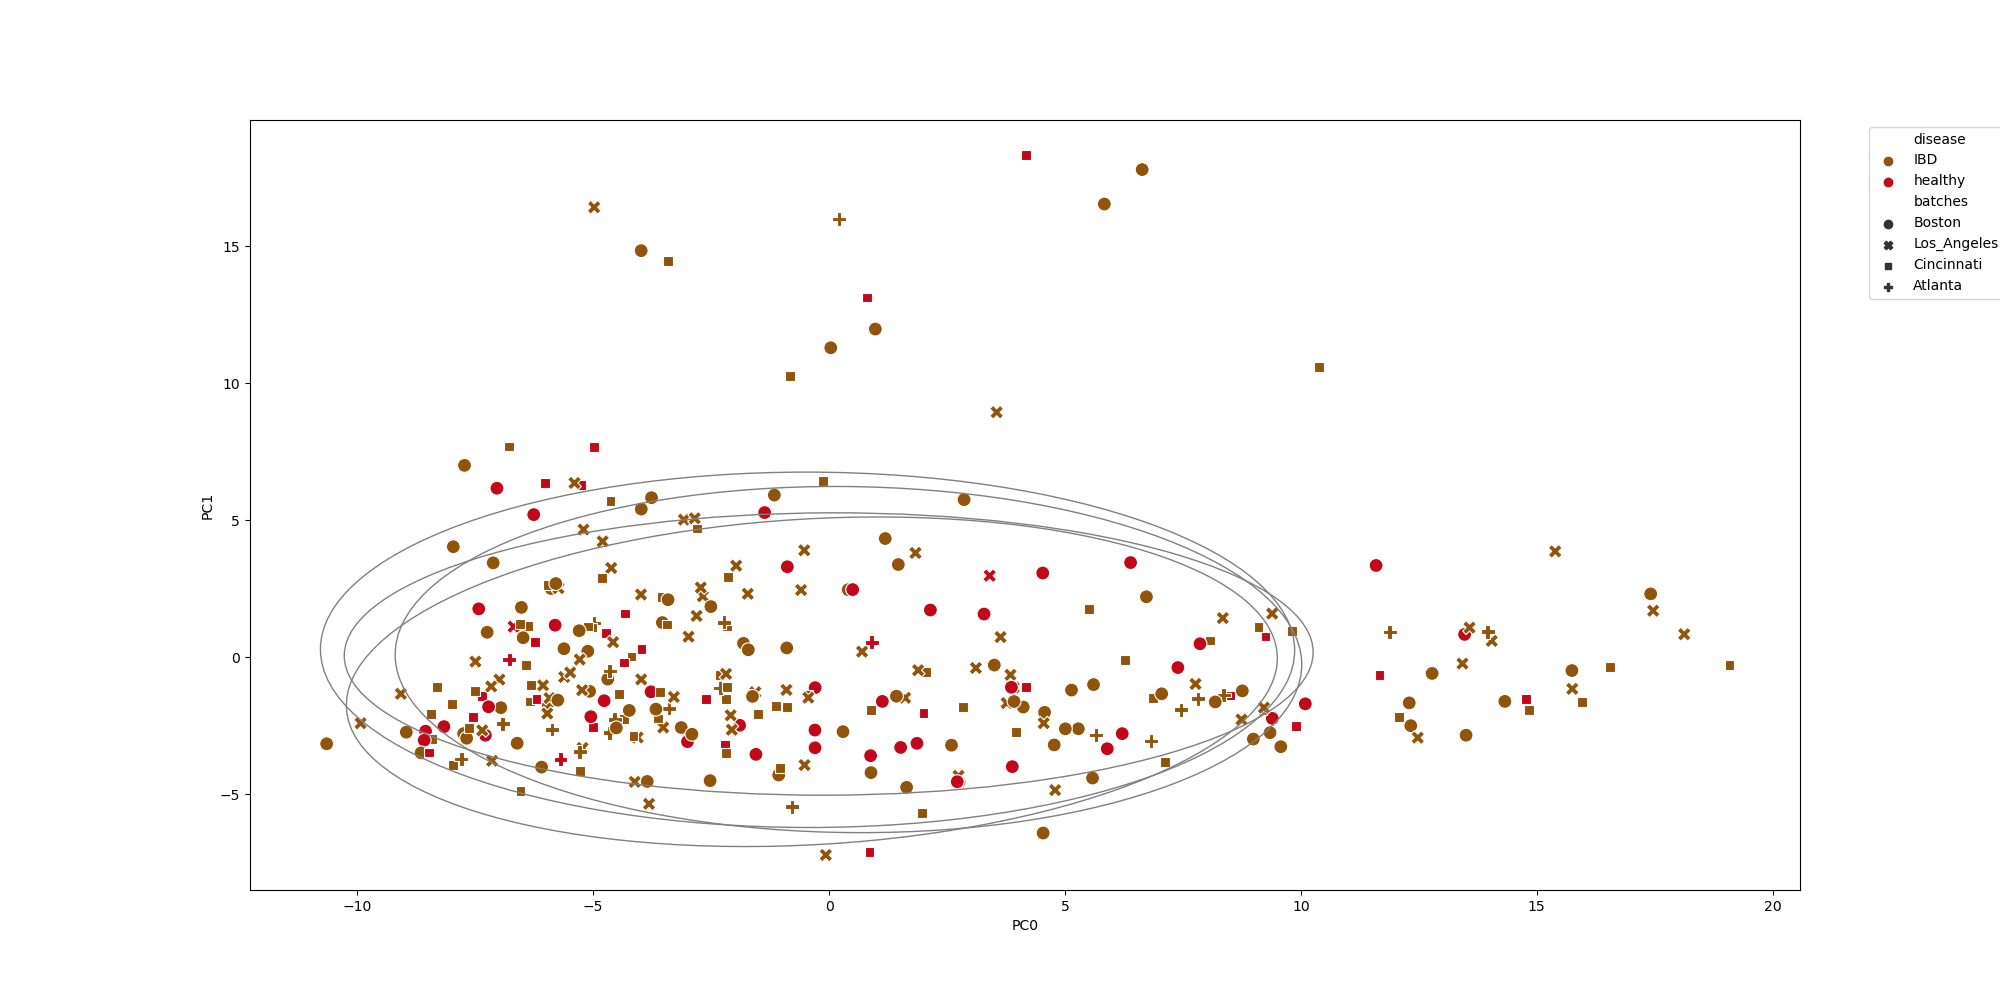 disease
IBD
healthy
batches
Boston
Los_Angeles
Cincinnati
Atlanta
15
10
5
0
−5
PC1
−10
−5
0
5
10
15
20
PC0